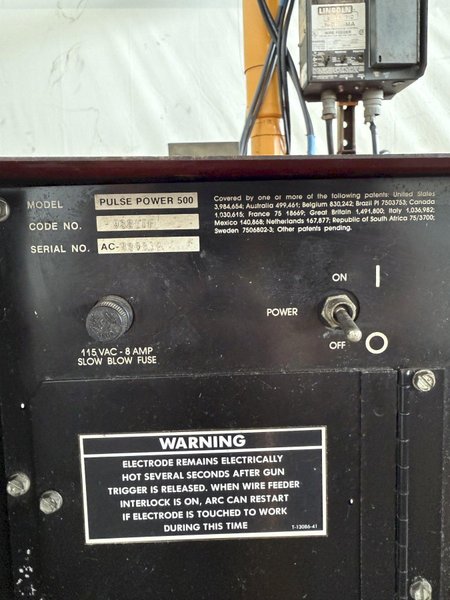 LINCOLN
WIRE FEEDER
MODEL PULSE POWER 500
CODE NO.
SERIAL NO. AC-
Covered by one or more of the following patents: United States
3,984,654; Australia 499,461; Belgium 830,242; Brazil PI 7503753; Canada
1,030,615; France 75 18669; Great Britain 1,491,800; Italy 1,036,982;
Mexico 140,868; Netherlands 167,877; Republic of South Africa 75/3700;
Sweden 7506802-3; Other patents pending.
ON
POWER
OFF
115 VAC - 8 AMP
SLOW BLOW FUSE
WARNING
ELECTRODE REMAINS ELECTRICALLY
HOT SEVERAL SECONDS AFTER GUN
TRIGGER IS RELEASED. WHEN WIRE FEEDER
INTERLOCK IS ON, ARC CAN RESTART
IF ELECTRODE IS TOUCHED TO WORK
DURING THIS TIME
T-13086-41